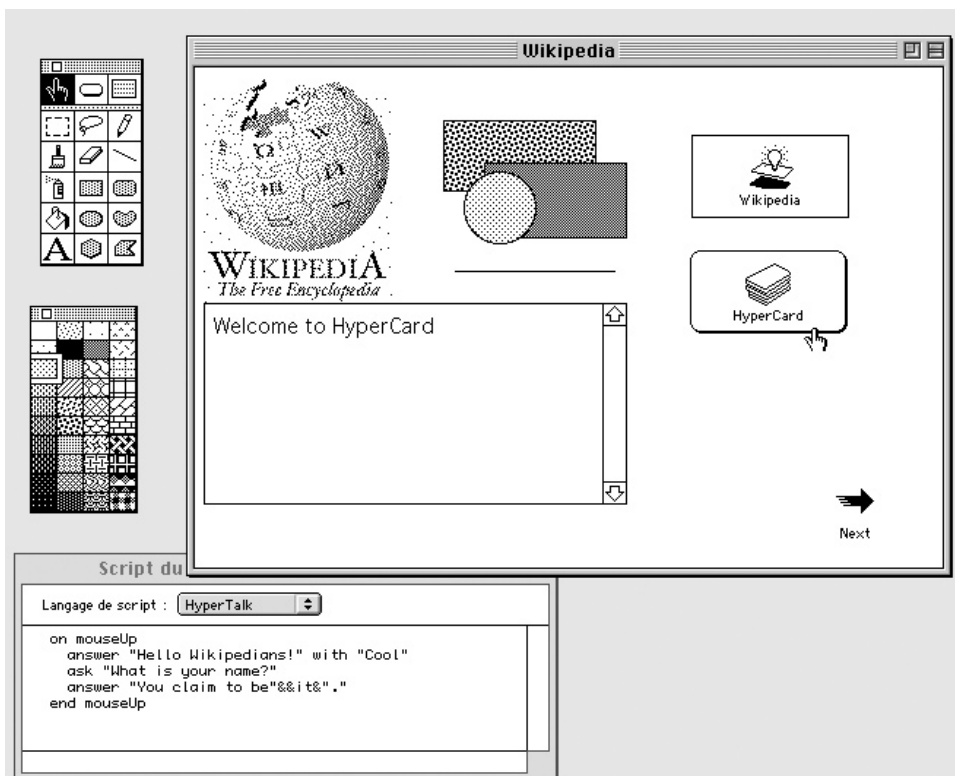 Wikipedia
WIKIPEDIA
The Free Encyclopedia
Wikipedia
Welcome to HyperCard
HyperCard
Next
A
Script du
Langage de script : HyperTalk
on mouseUp
answer "Hello Wikipedians!" with "Cool"
ask "What is your name?"
answer "You claim to be"&&it&"."
end mouseUp